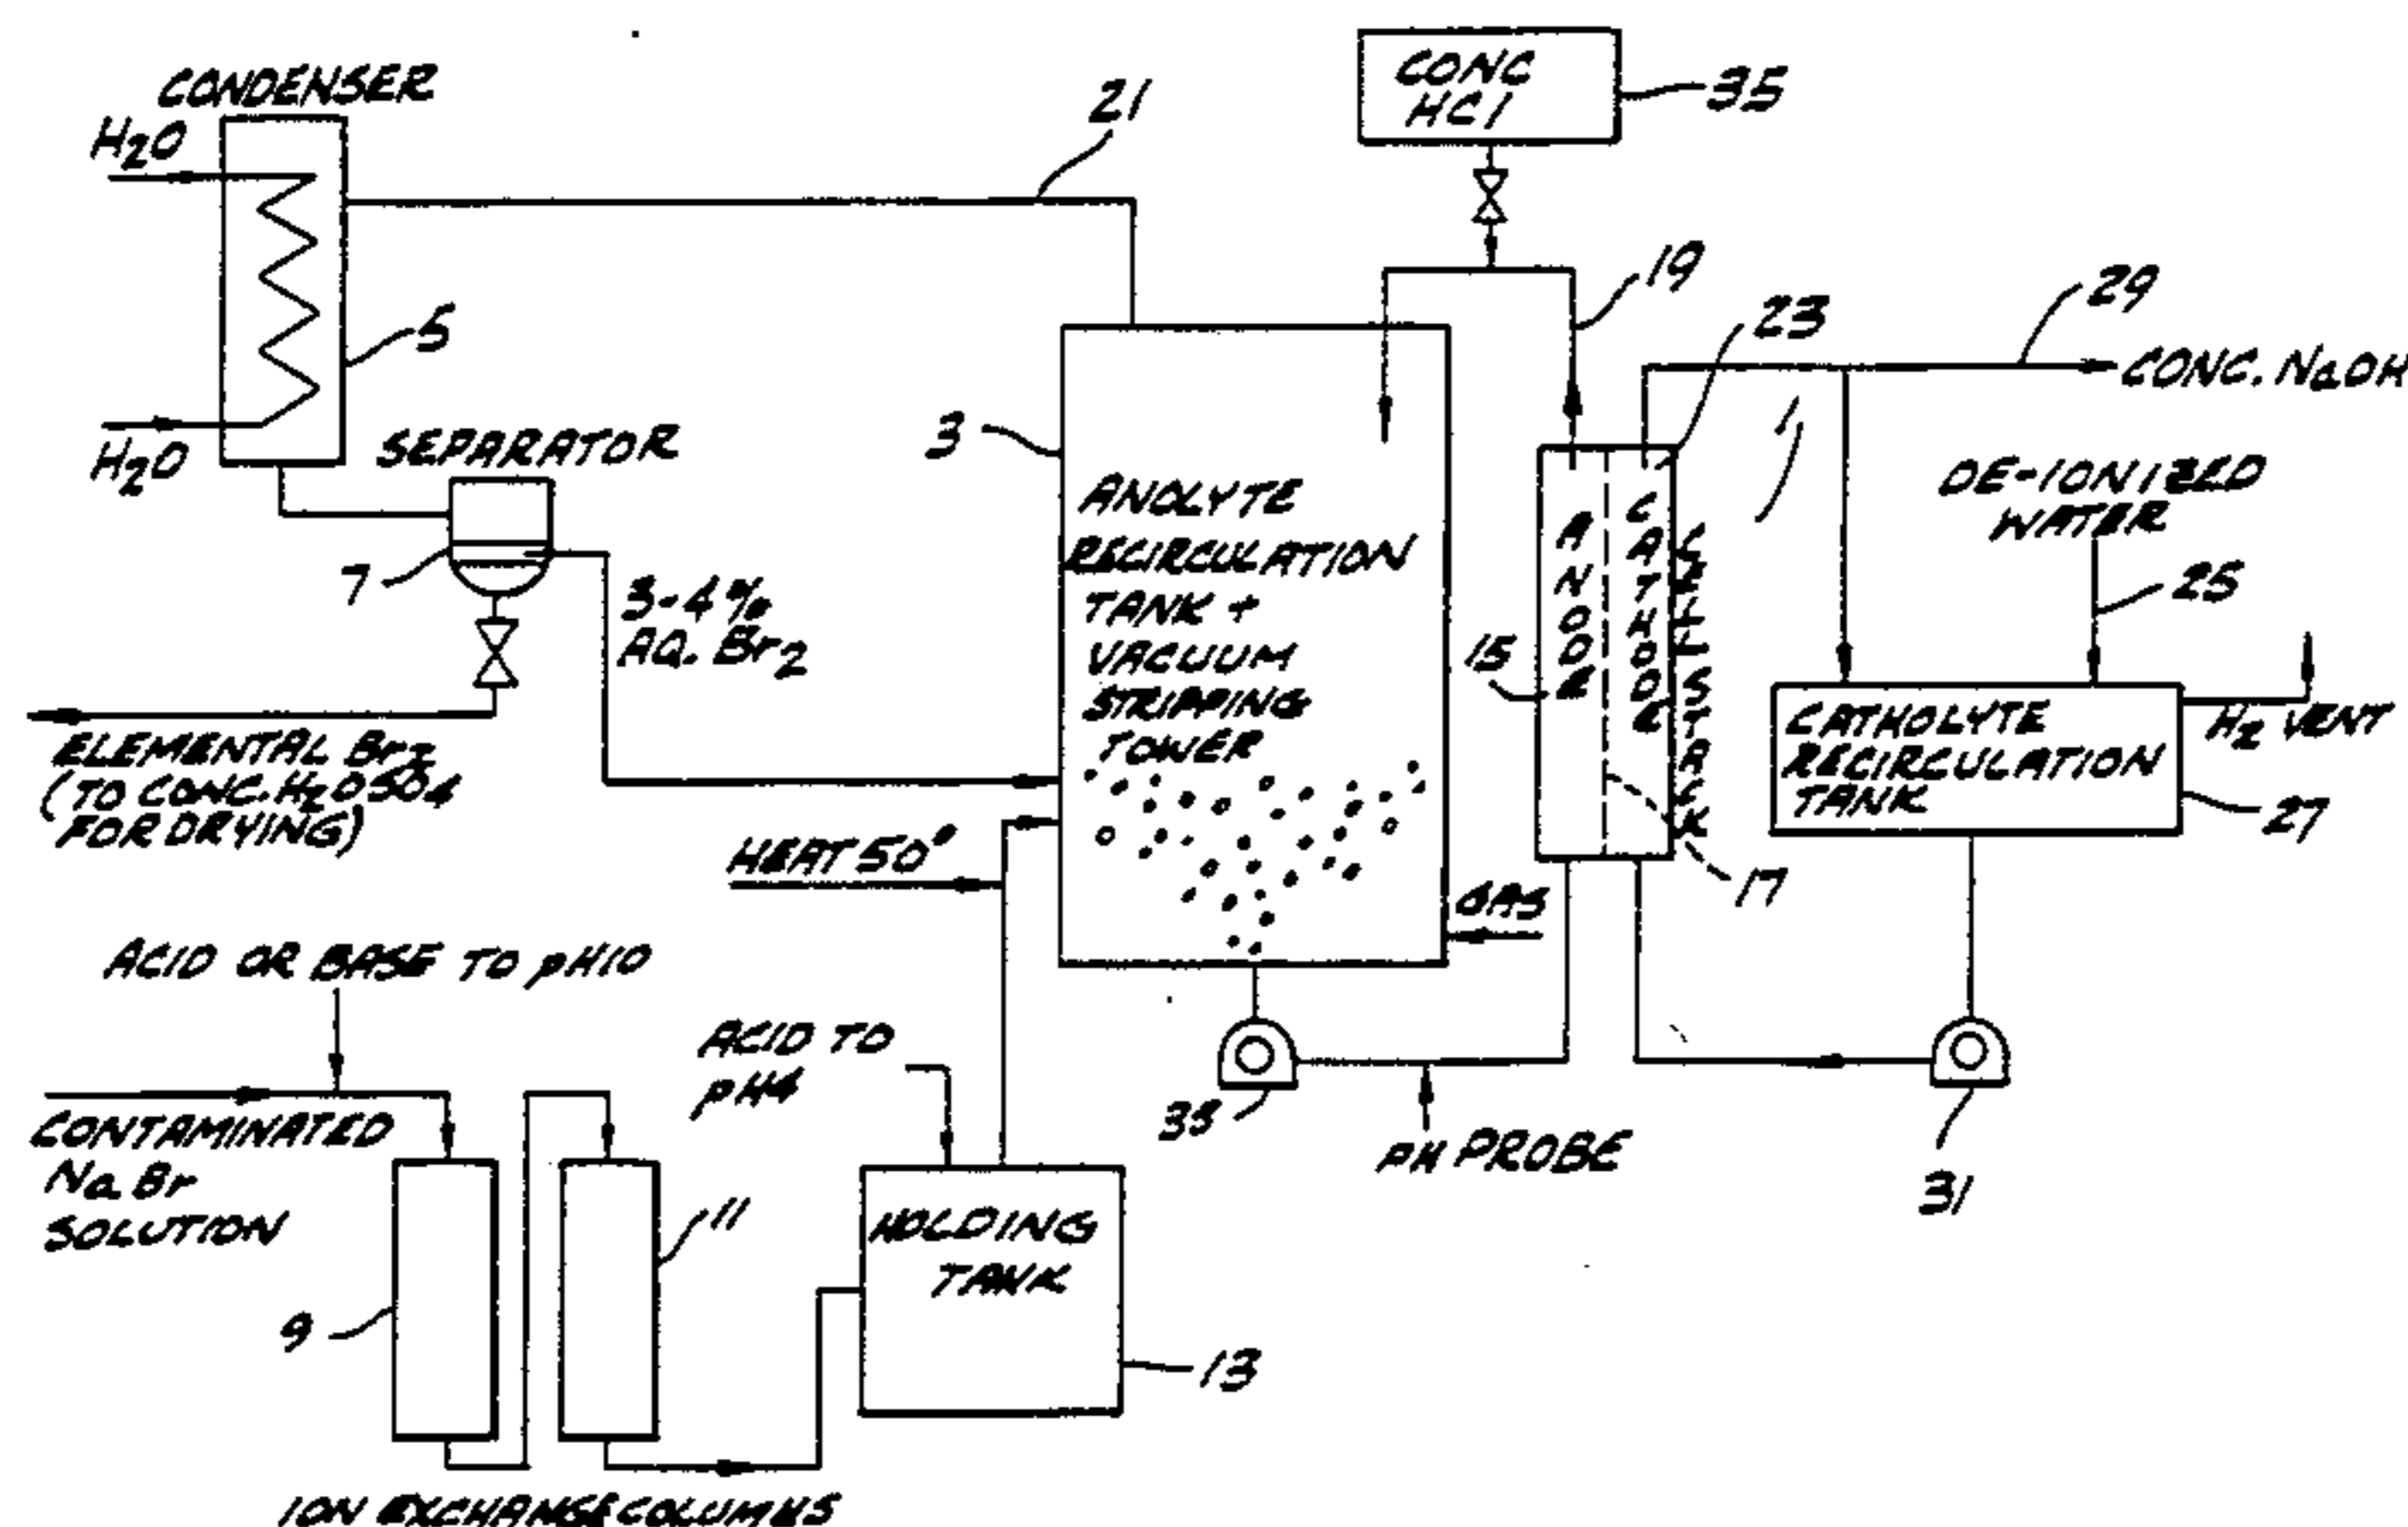 CONDENSER
H2O
5
H2O
21
CONC
HCl
35
19
23
29
CONC. NaOH
1
SEPARATOR
7
3-4%
AQ. Br2
ELEMENTAL Br2
(TO CONC. H2OSO4
FOR DRYING)
3
ANOLYTE
RECIRCULATION
TANK +
VACUUM
STRIPPING
TOWER
ANODE
CATHODE
CELL STACK
15
17
DE-IONIZED
WATER
25
CATHOLYTE
RECIRCULATION
TANK
H2 VENT
27
HEAT 50°
GAS
ACID OR BASE TO pH10
CONTAMINATED
NaBr
SOLUTION
9
11
ION EXCHANGE COLUMNS
ACID TO
pH4
HOLDING
TANK
13
33
pH PROBE
31